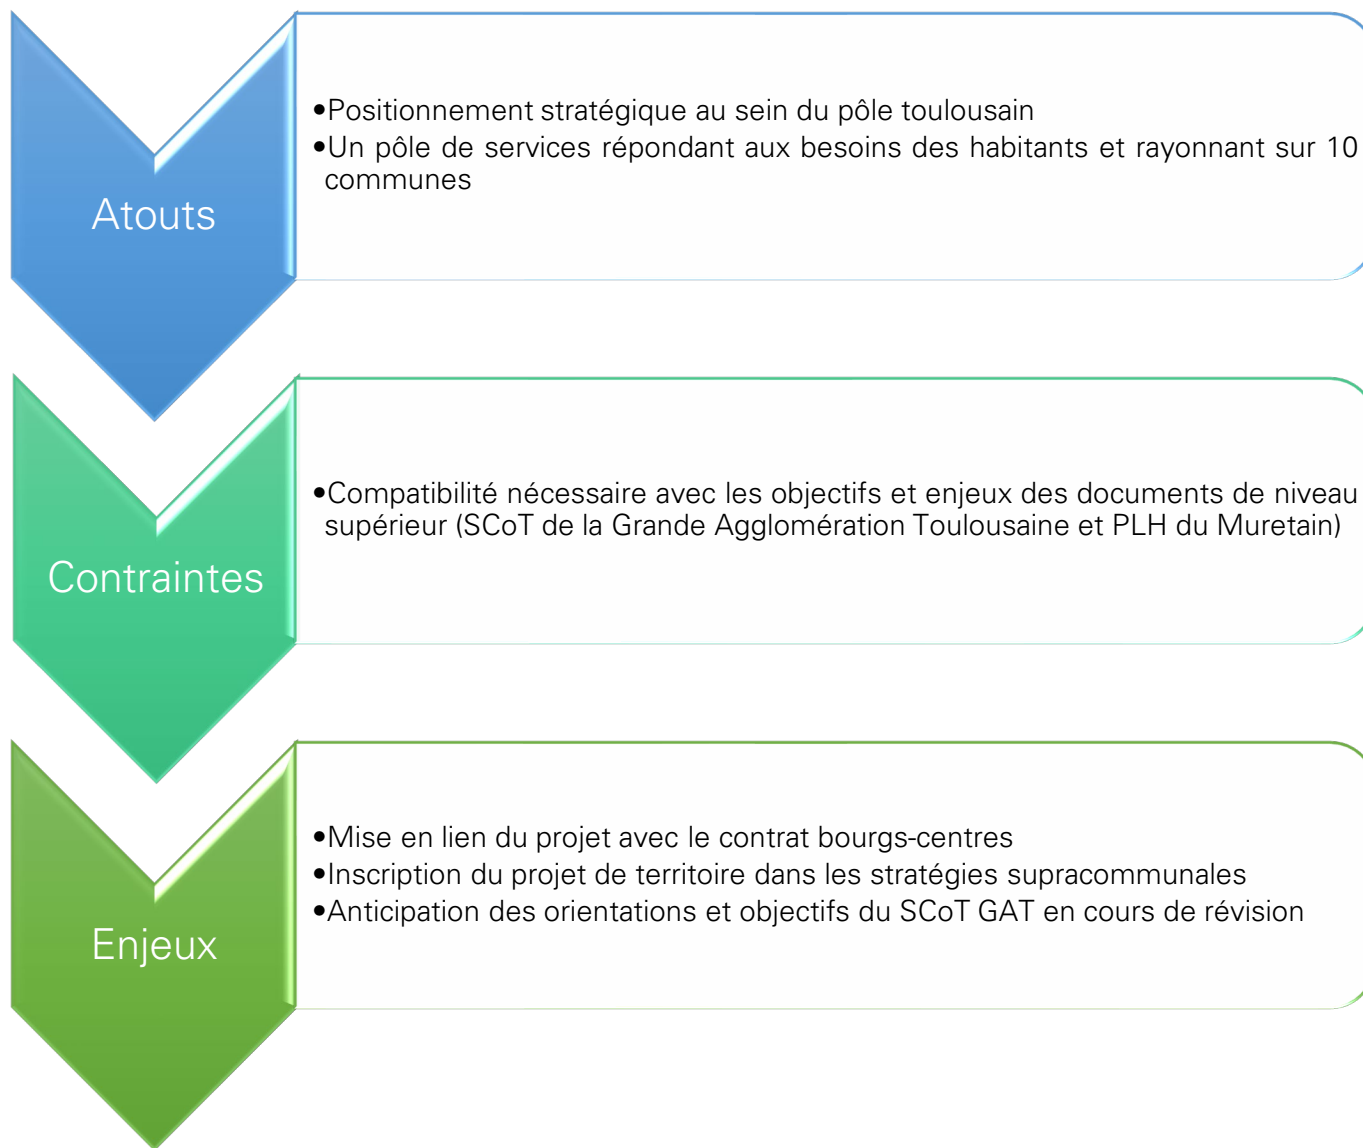 Atouts
•Positionnement stratégique au sein du pôle toulousain
•Un pôle de services répondant aux besoins des habitants et rayonnant sur 10
communes
Contraintes
•Compatibilité nécessaire avec les objectifs et enjeux des documents de niveau
supérieur (SCoT de la Grande Agglomération Toulousaine et PLH du Muretain)
Enjeux
•Mise en lien du projet avec le contrat bourgs-centres
•Inscription du projet de territoire dans les stratégies supracommunales
•Anticipation des orientations et objectifs du SCoT GAT en cours de révision